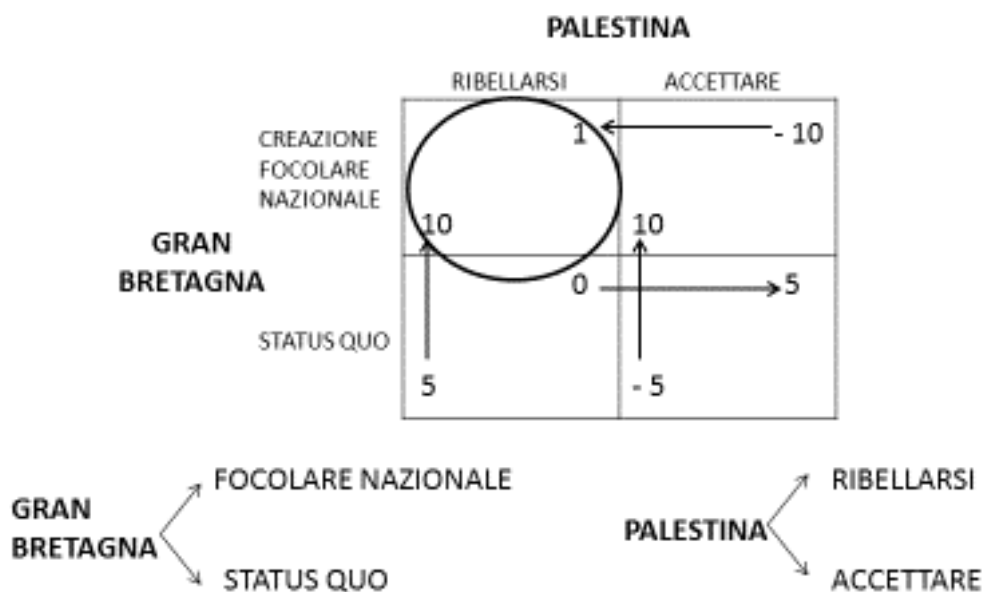 PALESTINA
RIBELLARSI ACCETTARE
CREAZIONE
FOCOLARE
NAZIONALE
1 - 10
10 10
GRAN
BRETAGNA
0 5
STATUS QUO
5 - 5
FOCOLARE NAZIONALE
GRAN
BRETAGNA
STATUS QUO
RIBELLARSI
PALESTINA
ACCETTARE